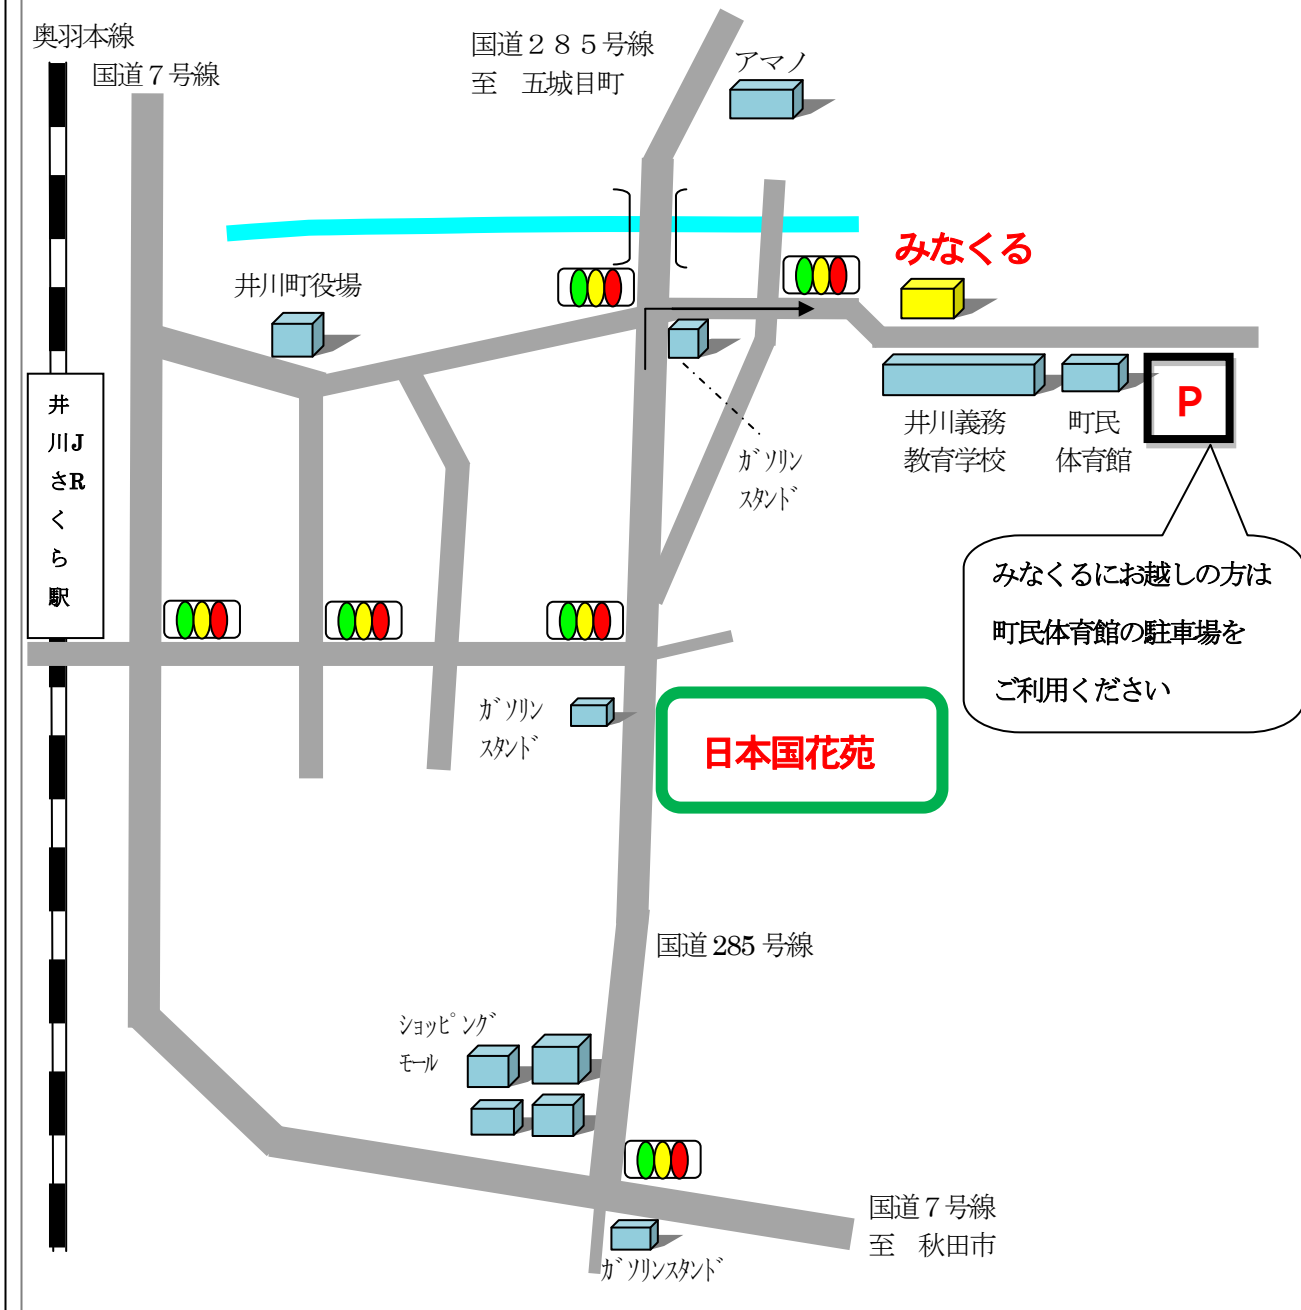 奥羽本線
国道７号線
国道２８５号線
至　五城目町
アマノ
みなくる
井川町役場
井川さくら駅
JR
ｶﾞｿﾘﾝ
ｽﾀﾝﾄﾞ
井川義務
教育学校
町民
体育館
P
みなくるにお越しの方は
町民体育館の駐車場を
ご利用ください
ｶﾞｿﾘﾝ
ｽﾀﾝﾄﾞ
日本国花苑
国道 285 号線
ｼｮｯﾋﾟﾝｸﾞ
ﾓｰﾙ
国道７号線
至　秋田市
ｶﾞｿﾘﾝｽﾀﾝﾄﾞ